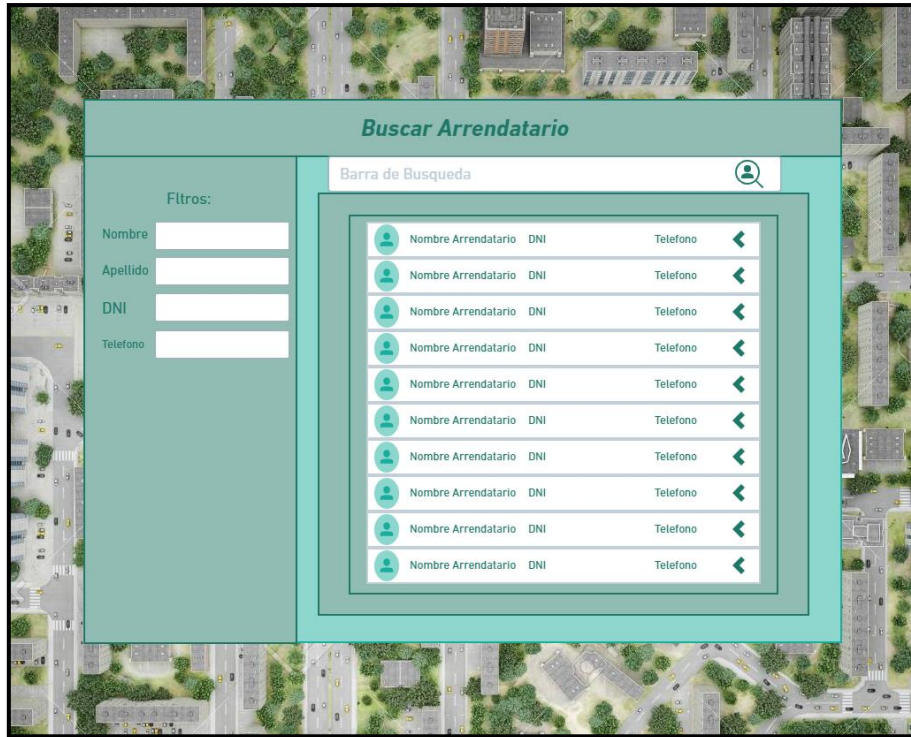 Buscar Arrendatario
Barra de Busqueda
Fltros:
Nombre
Apellido
DNI
Telefono
Nombre Arrendatario DNI Telefono
Nombre Arrendatario DNI Telefono
Nombre Arrendatario DNI Telefono
Nombre Arrendatario DNI Telefono
Nombre Arrendatario DNI Telefono
Nombre Arrendatario DNI Telefono
Nombre Arrendatario DNI Telefono
Nombre Arrendatario DNI Telefono
Nombre Arrendatario DNI Telefono
Nombre Arrendatario DNI Telefono